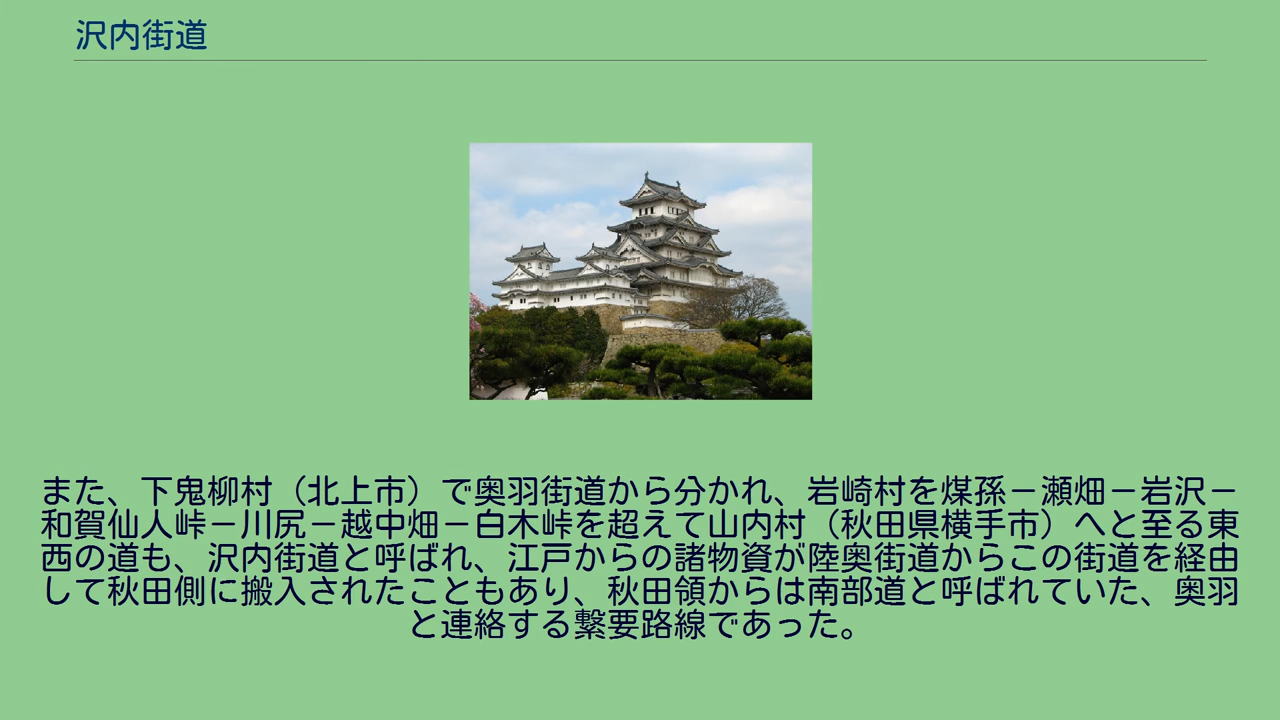 沢内街道
また、下鬼柳村（北上市）で奥羽街道から分かれ、岩崎村を煤孫－瀬畑－岩沢－
和賀仙人峠－川尻－越中畑－白木峠を超えて山内村（秋田県横手市）へと至る東
西の道も、沢内街道と呼ばれ、江戸からの諸物資が陸奥街道からこの街道を経由
して秋田側に搬入されたこともあり、秋田領からは南部道と呼ばれていた、奥羽
と連絡する繋要路線であった。